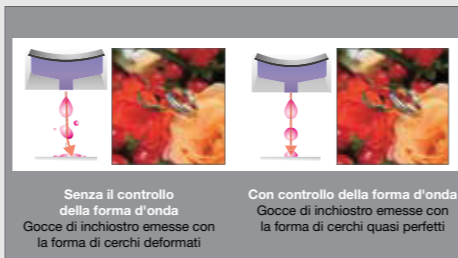 Senza il controllo
della forma d'onda
Gocce di inchiostro emesse con
la forma di cerchi deformati
Con controllo della forma d'onda
Gocce di inchiostro emesse con
la forma di cerchi quasi perfetti